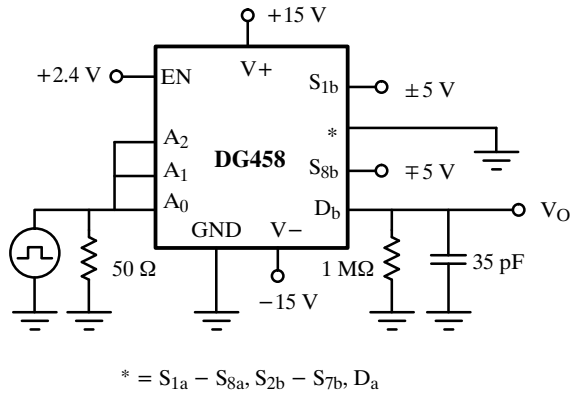 +15 V
+2.4 V
EN
V+
S1b
±5 V
A2
*
A1
DG458
S8b
∓5 V
A0
Db
VO
GND
V−
50 Ω
1 MΩ
35 pF
−15 V
* = S1a − S8a, S2b − S7b, Da